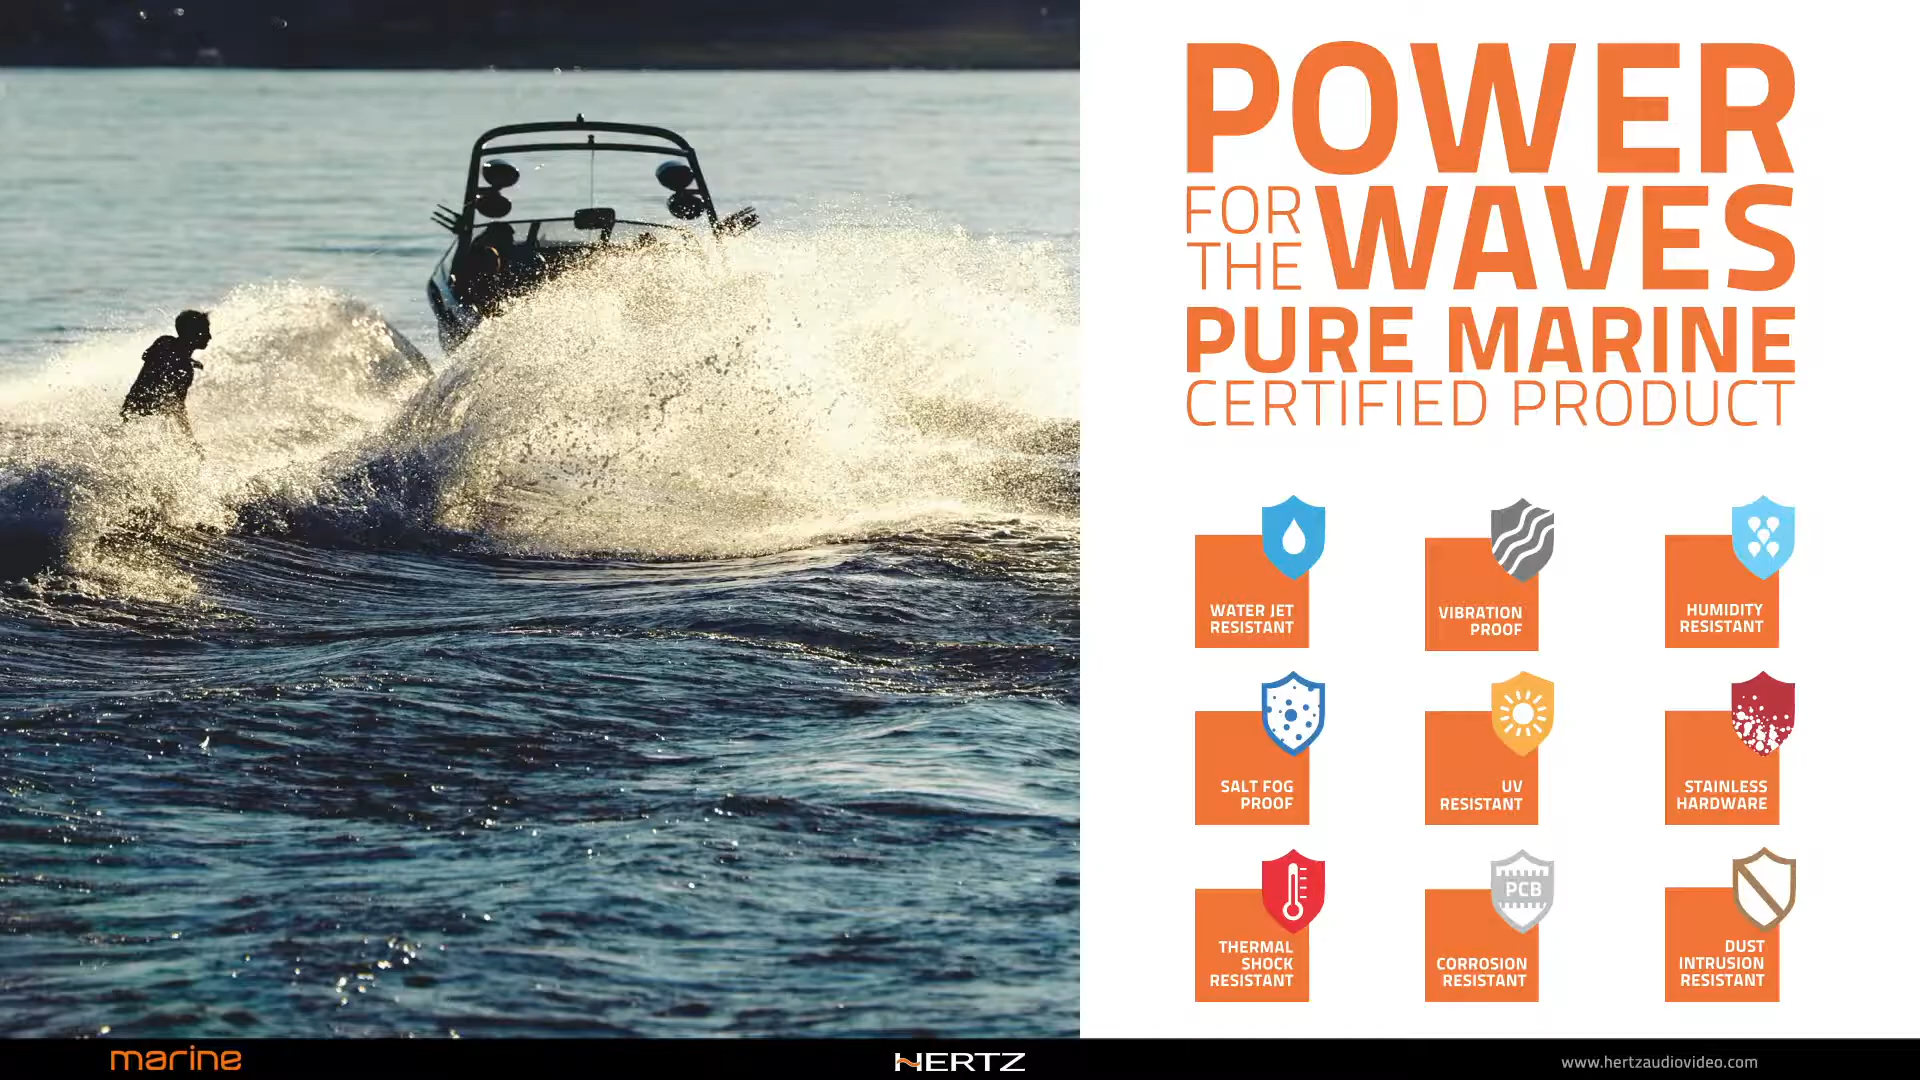 POWER
FOR THE WAVES
PURE MARINE
CERTIFIED PRODUCT
WATER JET
RESISTANT
VIBRATION
PROOF
HUMIDITY
RESISTANT
SALT FOG
PROOF
UV
RESISTANT
STAINLESS
HARDWARE
THERMAL
SHOCK
RESISTANT
PCB
CORROSION
RESISTANT
DUST
INTRUSION
RESISTANT
marine
HERTZ
www.hertzaudiovideo.com